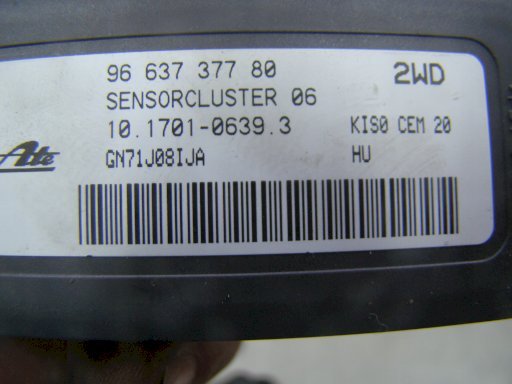 96 637 377 80 2WD
SENSORCLUSTER 06
10.1701-0639.3 KIS0 CEM 20
GN71J08IJA HU
Ate